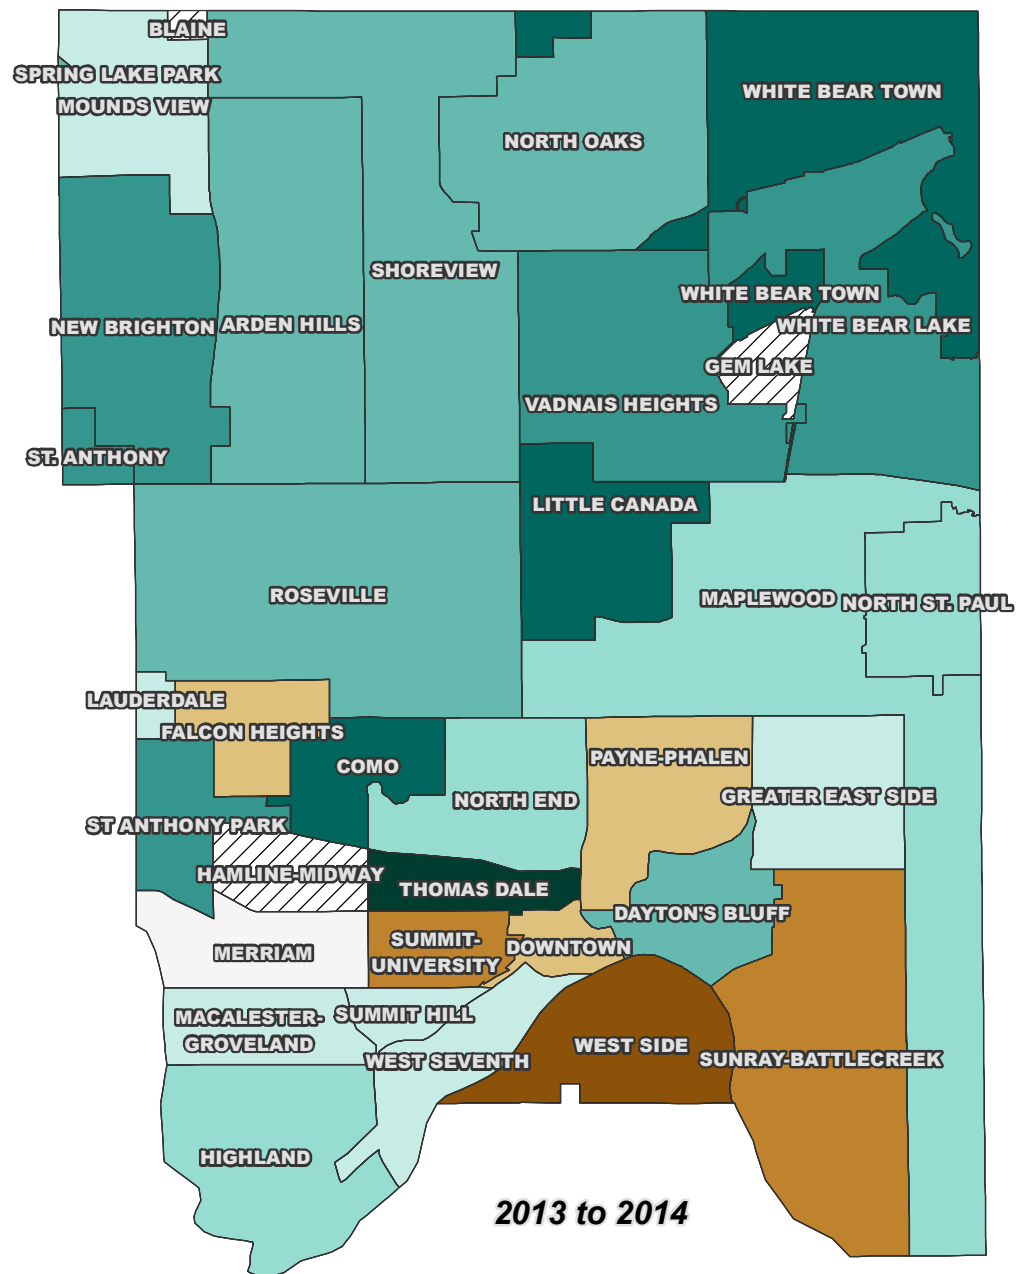 BLAINE
SPRING LAKE PARK
MOUNDS VIEW
WHITE BEAR TOWN
NORTH OAKS
SHOREVIEW
WHITE BEAR TOWN
NEW BRIGHTON
ARDEN HILLS
WHITE BEAR LAKE
GEM LAKE
VADNAIS HEIGHTS
ST. ANTHONY
LITTLE CANADA
ROSEVILLE
MAPLEWOOD
NORTH ST. PAUL
LAUDERDALE
FALCON HEIGHTS
COMO
PAYNE-PHALEN
NORTH END
GREATER EAST SIDE
ST ANTHONY PARK
HAMLINE-MIDWAY
THOMAS DALE
DAYTON'S BLUFF
MERRIAM
SUMMIT-
UNIVERSITY
DOWNTOWN
MACALESTER-
GROVELAND
SUMMIT HILL
WEST SEVENTH
WEST SIDE
SUNRAY-BATTLECREEK
HIGHLAND
2013 to 2014